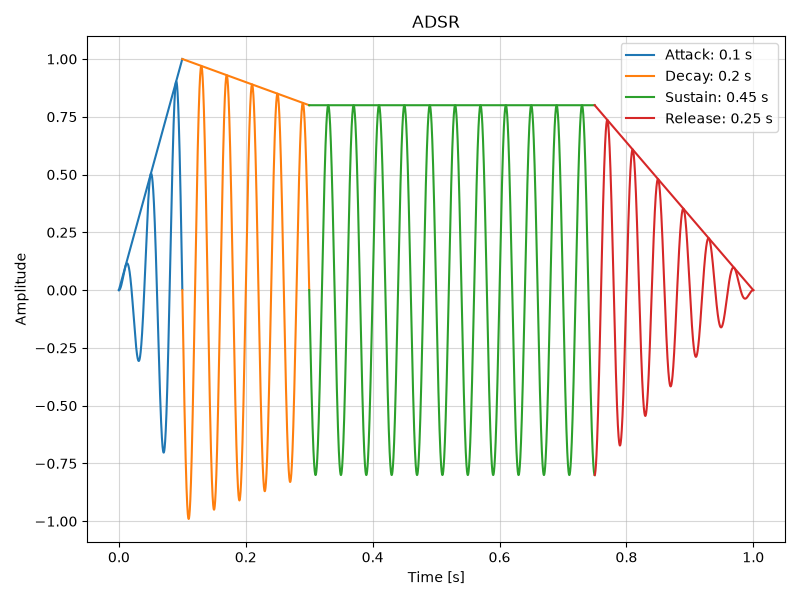 ADSR
Attack: 0.1 s
Decay: 0.2 s
Sustain: 0.45 s
Release: 0.25 s
Amplitude
1.00
0.75
0.50
0.25
0.00
−0.25
−0.50
−0.75
−1.00
0.0 0.2 0.4 0.6 0.8 1.0
Time [s]